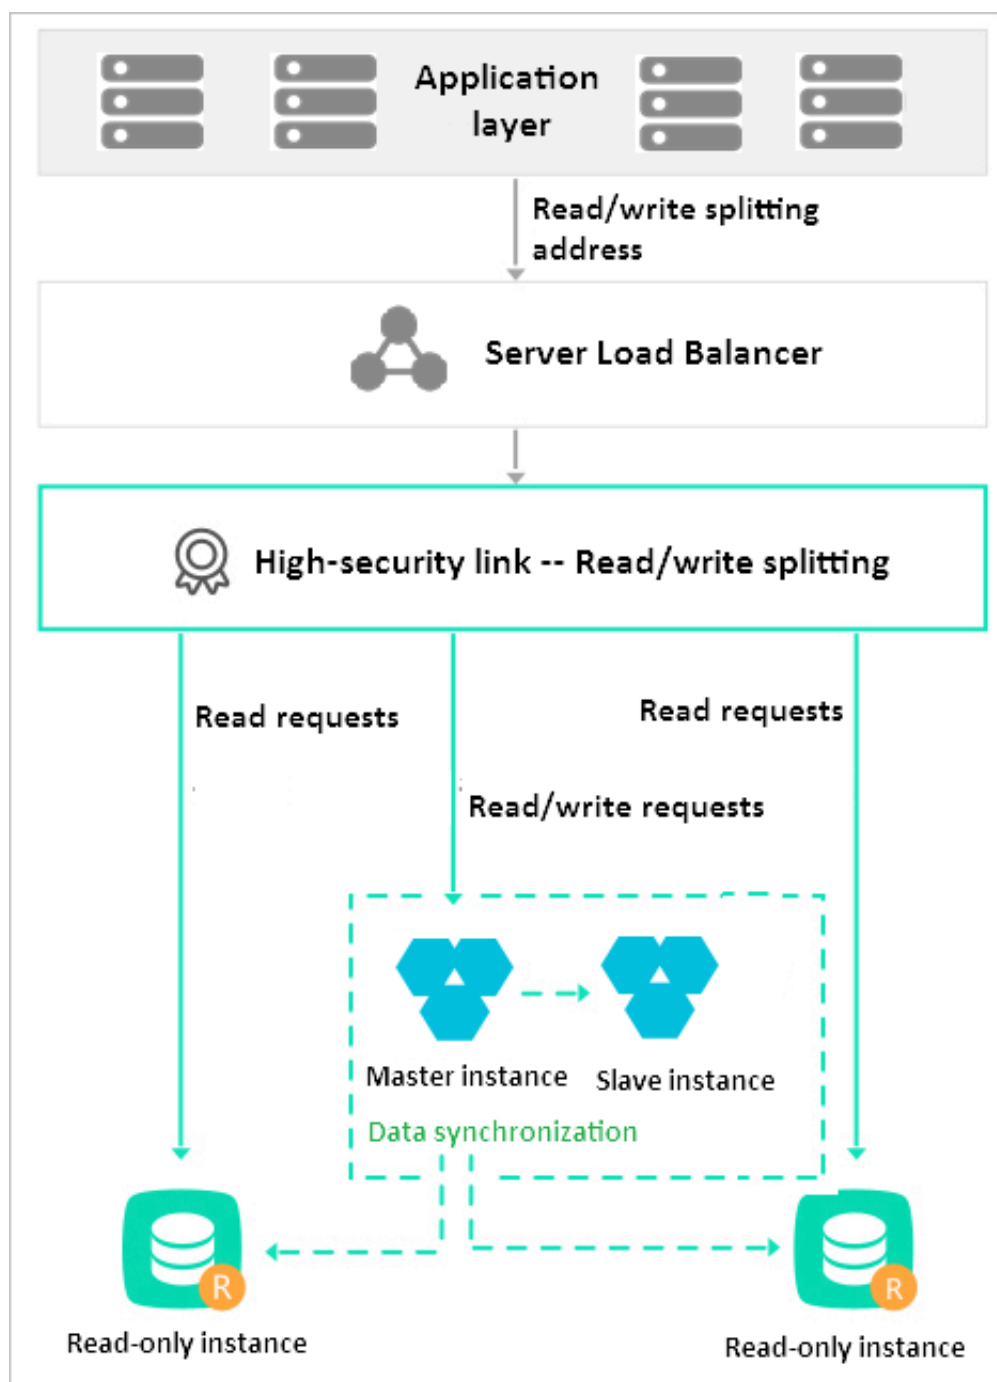 Application
layer
Read/write splitting
address
Server Load Balancer
High-security link -- Read/write splitting
Read requests
Read requests
Read/write requests
Master instance
Slave instance
Data synchronization
R
R
Read-only instance
Read-only instance